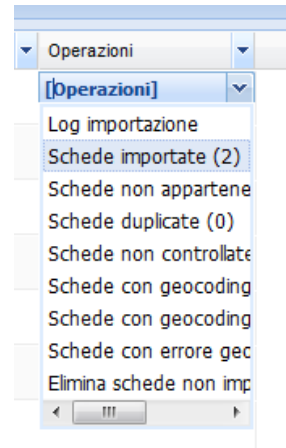 Operazioni
[Operazioni]
Log importazione
Schede importate (2)
Schede non appartene
Schede duplicate (0)
Schede non controllate
Schede con geocoding
Schede con geocoding
Schede con errore geo
Elimina schede non imp